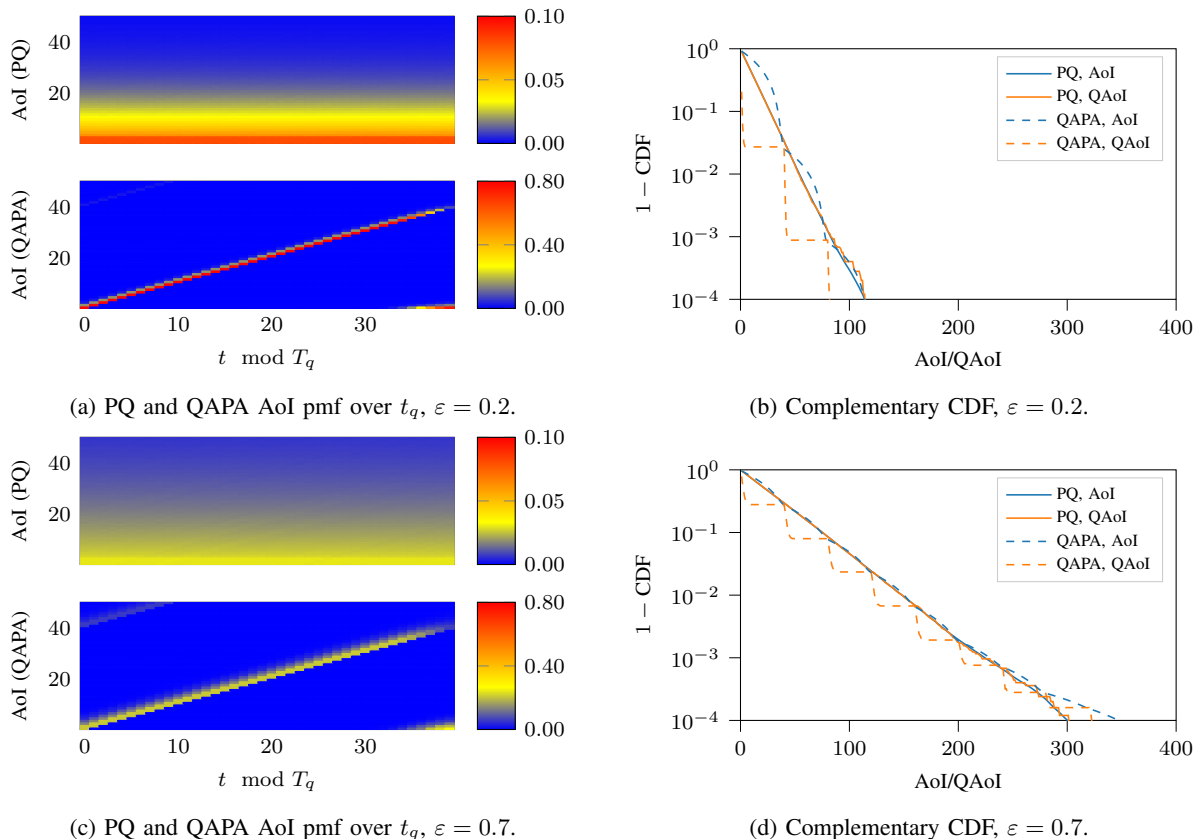 AoI (PQ)
40
20
0.10
0.05
0.00
AoI (QAPA)
40
20
0.80
0.40
0.00
0
10
20
30
t mod T_q
(a) PQ and QAPA AoI pmf over t_q, ε = 0.2.
1 − CDF
10^0
10^−1
10^−2
10^−3
10^−4
PQ, AoI
PQ, QAoI
QAPA, AoI
QAPA, QAoI
0
100
200
300
400
AoI/QAoI
(b) Complementary CDF, ε = 0.2.
AoI (PQ)
40
20
0.10
0.05
0.00
AoI (QAPA)
40
20
0.80
0.40
0.00
0
10
20
30
t mod T_q
(c) PQ and QAPA AoI pmf over t_q, ε = 0.7.
1 − CDF
10^0
10^−1
10^−2
10^−3
10^−4
PQ, AoI
PQ, QAoI
QAPA, AoI
QAPA, QAoI
0
100
200
300
400
AoI/QAoI
(d) Complementary CDF, ε = 0.7.